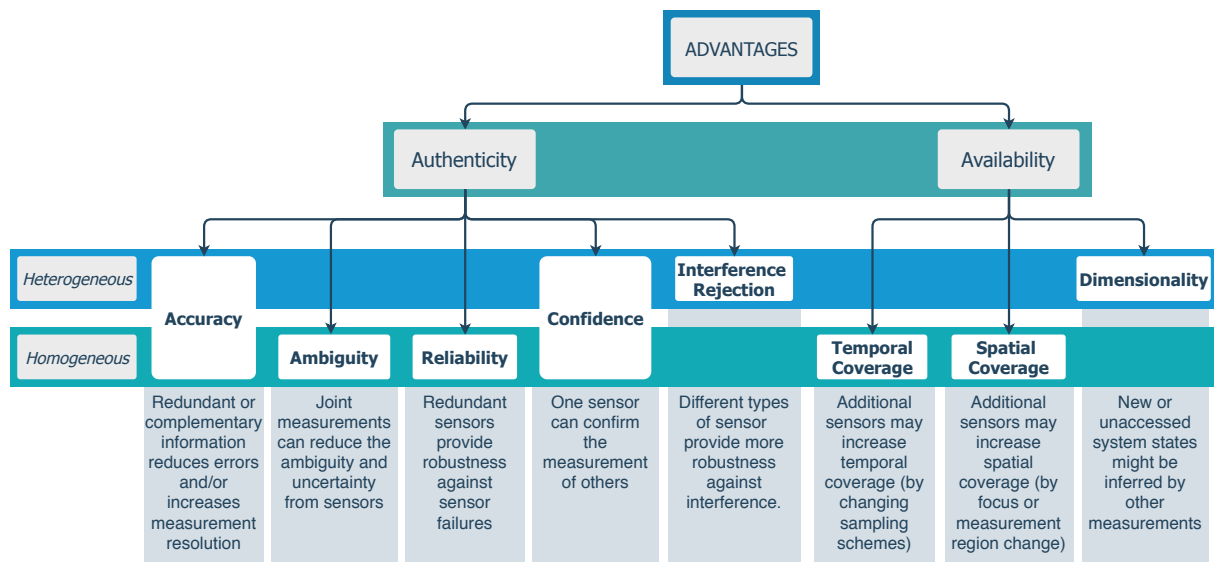 ADVANTAGES
Authenticity
Availability
Heterogeneous
Accuracy
Confidence
Interference
Rejection
Dimensionality
Homogeneous
Ambiguity
Reliability
Temporal
Coverage
Spatial
Coverage
Redundant or
complementary
information
reduces errors
and/or
increases
measurement
resolution
Joint
measurements
can reduce the
ambiguity and
uncertainty
from sensors
Redundant
sensors
provide
robustness
against
sensor
failures
One sensor
can confirm
the
measurement
of others
Different types
of sensor
provide more
robustness
against
interference.
Additional
sensors may
increase
temporal
coverage (by
changing
sampling
schemes)
Additional
sensors may
increase
spatial
coverage (by
focus or
measurement
region change)
New or
unaccessed
system states
might be
inferred by
other
measurements